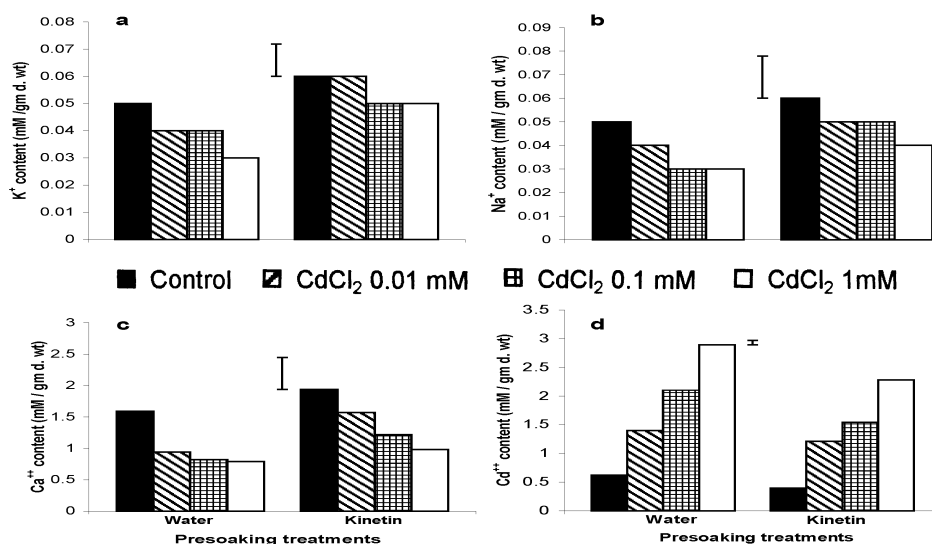 a
K+ content (mM / gm d. wt)
0.08
0.07
0.06
0.05
0.04
0.03
0.02
0.01
0
b
Na+ content (mM / gm d. wt)
0.09
0.08
0.07
0.06
0.05
0.04
0.03
0.02
0.01
0
Control CdCl2 0.01 mM CdCl2 0.1 mM CdCl2 1mM
c
Ca++ content (mM / gm d. wt)
3
2.5
2
1.5
1
0.5
0
Water Kinetin
Presoaking treatments
d
Cd++ content (mM / gm d. wt)
3.5
3
2.5
2
1.5
1
0.5
0
Water Kinetin
Presoaking treatments